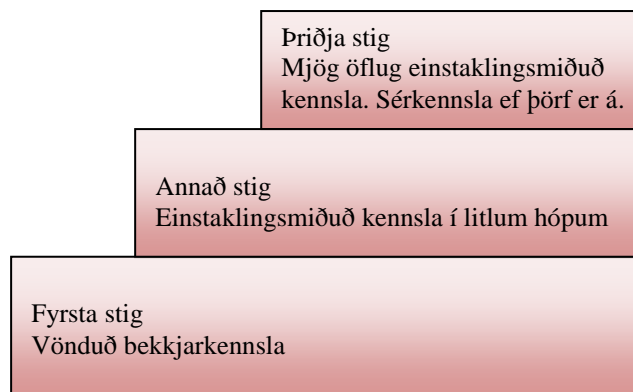 Þriðja stig
Mjög öflug einstaklingsmiðuð
kennsla. Sérkennsla ef þörf er á.
Annað stig
Einstaklingsmiðuð kennsla í litlum hópum
Fyrsta stig
Vönduð bekkjarkennsla